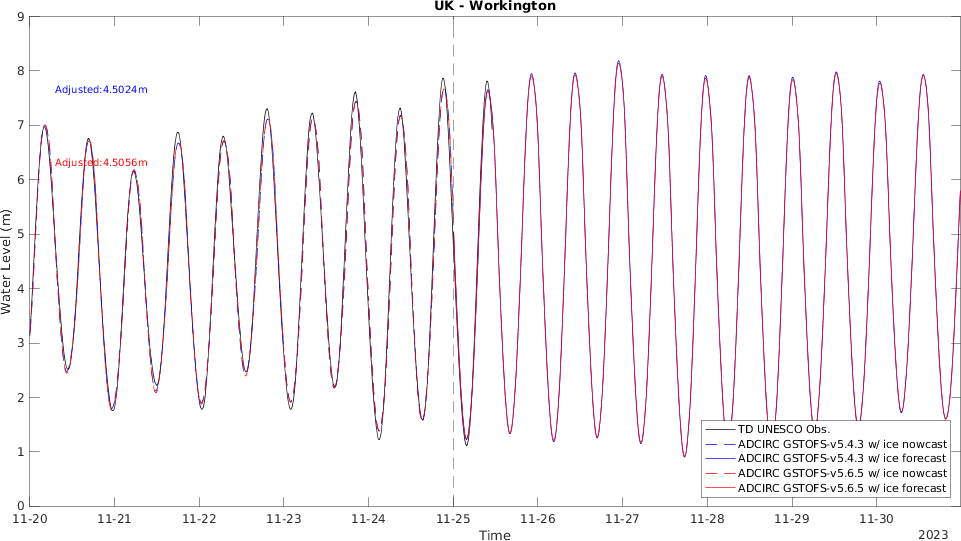 UK - Workington
9
8
7
6
5
4
3
2
1
0
Water Level (m)
Adjusted:4.5024m
Adjusted:4.5056m
TD UNESCO Obs.
ADCIRC GSTOFS-v5.4.3 w/ ice nowcast
ADCIRC GSTOFS-v5.4.3 w/ ice forecast
ADCIRC GSTOFS-v5.6.5 w/ ice nowcast
ADCIRC GSTOFS-v5.6.5 w/ ice forecast
11-20 11-21 11-22 11-23 11-24 11-25 11-26 11-27 11-28 11-29 11-30
Time
2023